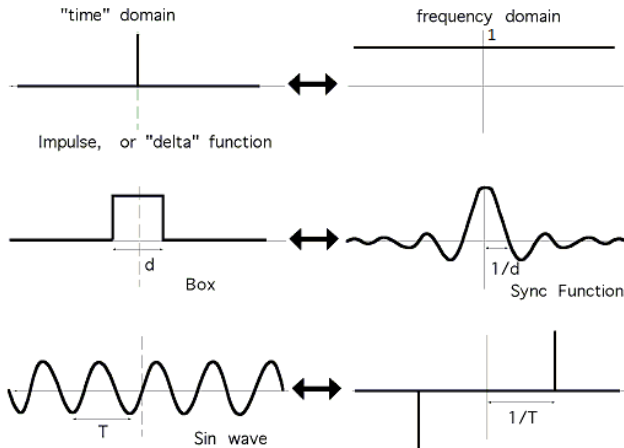 "time" domain
frequency domain
1
Impulse, or "delta" function
d
1/d
Box
Sync Function
T
1/T
Sin wave